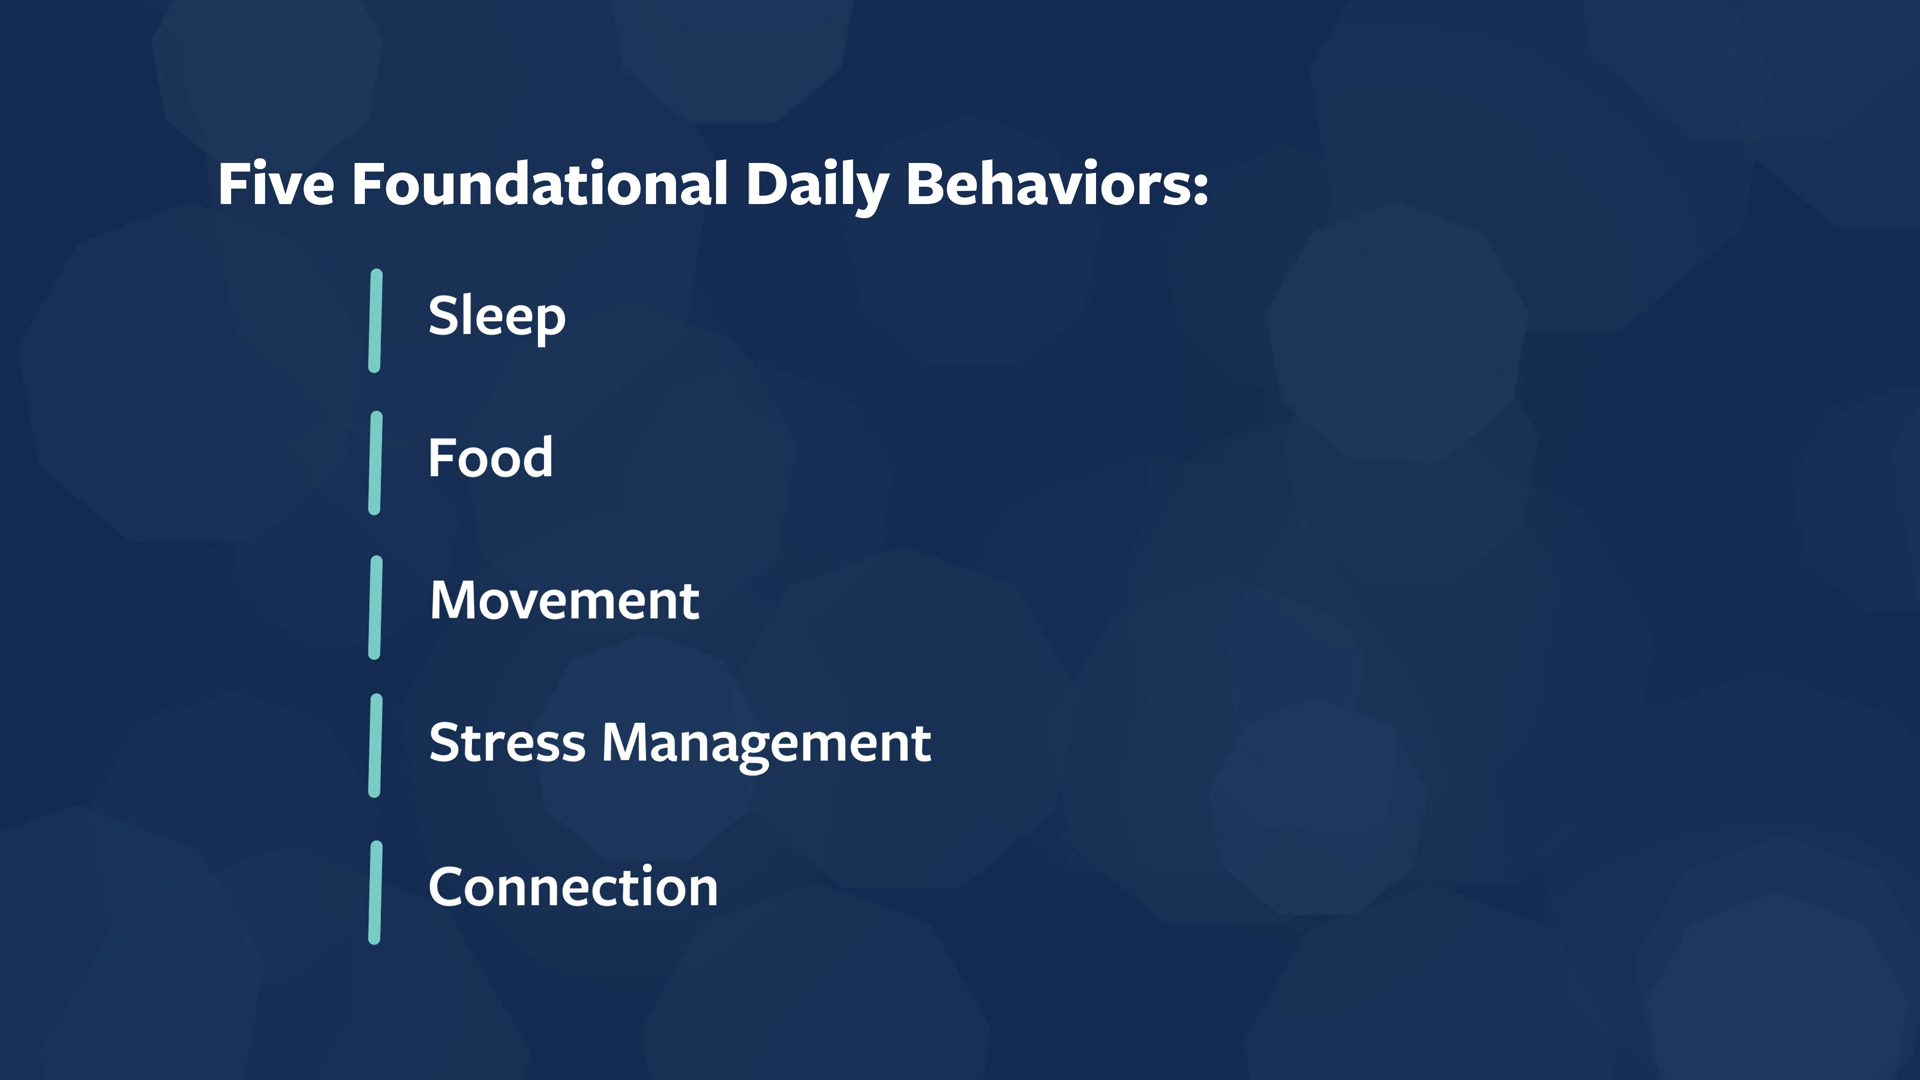 Five Foundational Daily Behaviors:
Sleep
Food
Movement
Stress Management
Connection